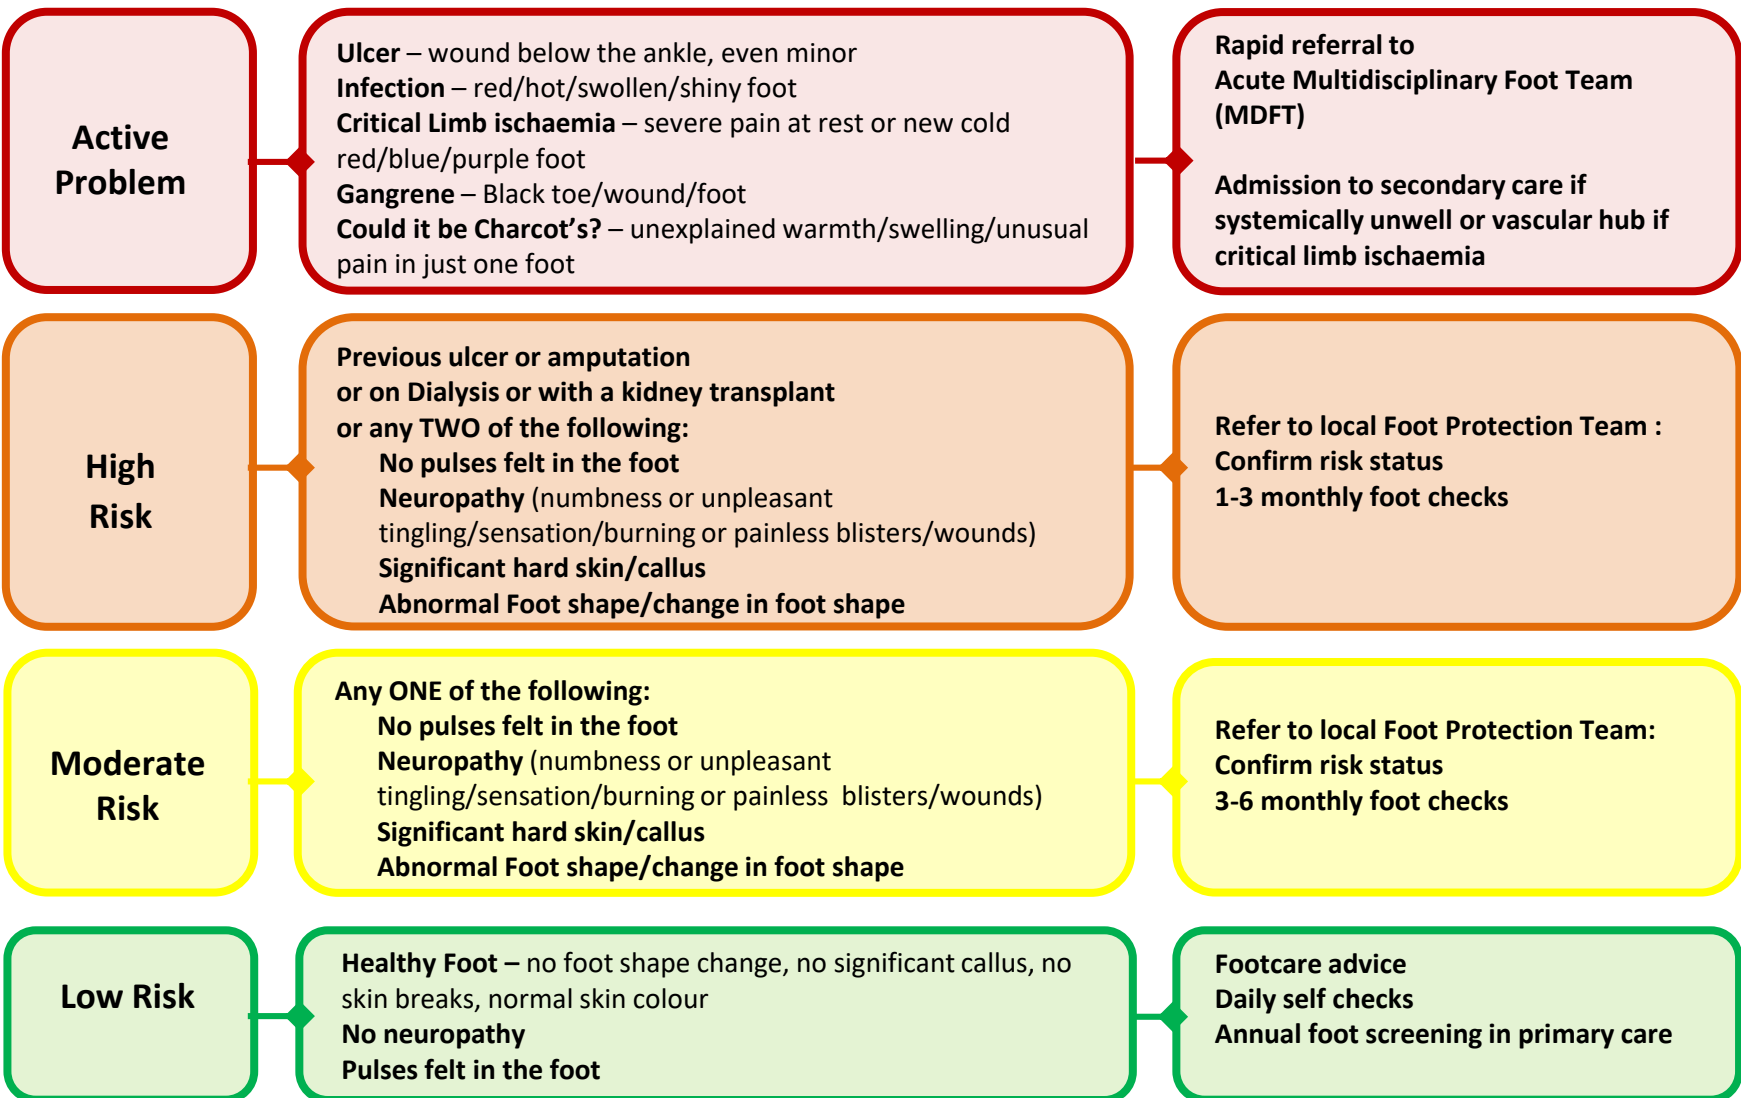 Active
Problem
Ulcer – wound below the ankle, even minor
Infection – red/hot/swollen/shiny foot
Critical Limb ischaemia – severe pain at rest or new cold
red/blue/purple foot
Gangrene – Black toe/wound/foot
Could it be Charcot's? – unexplained warmth/swelling/unusual
pain in just one foot
Rapid referral to
Acute Multidisciplinary Foot Team
(MDFT)
Admission to secondary care if
systemically unwell or vascular hub if
critical limb ischaemia
High
Risk
Previous ulcer or amputation
or on Dialysis or with a kidney transplant
or any TWO of the following:
No pulses felt in the foot
Neuropathy (numbness or unpleasant
tingling/sensation/burning or painless blisters/wounds)
Significant hard skin/callus
Abnormal Foot shape/change in foot shape
Refer to local Foot Protection Team :
Confirm risk status
1-3 monthly foot checks
Moderate
Risk
Any ONE of the following:
No pulses felt in the foot
Neuropathy (numbness or unpleasant
tingling/sensation/burning or painless  blisters/wounds)
Significant hard skin/callus
Abnormal Foot shape/change in foot shape
Refer to local Foot Protection Team:
Confirm risk status
3-6 monthly foot checks
Low Risk
Healthy Foot – no foot shape change, no significant callus, no
skin breaks, normal skin colour
No neuropathy
Pulses felt in the foot
Footcare advice
Daily self checks
Annual foot screening in primary care